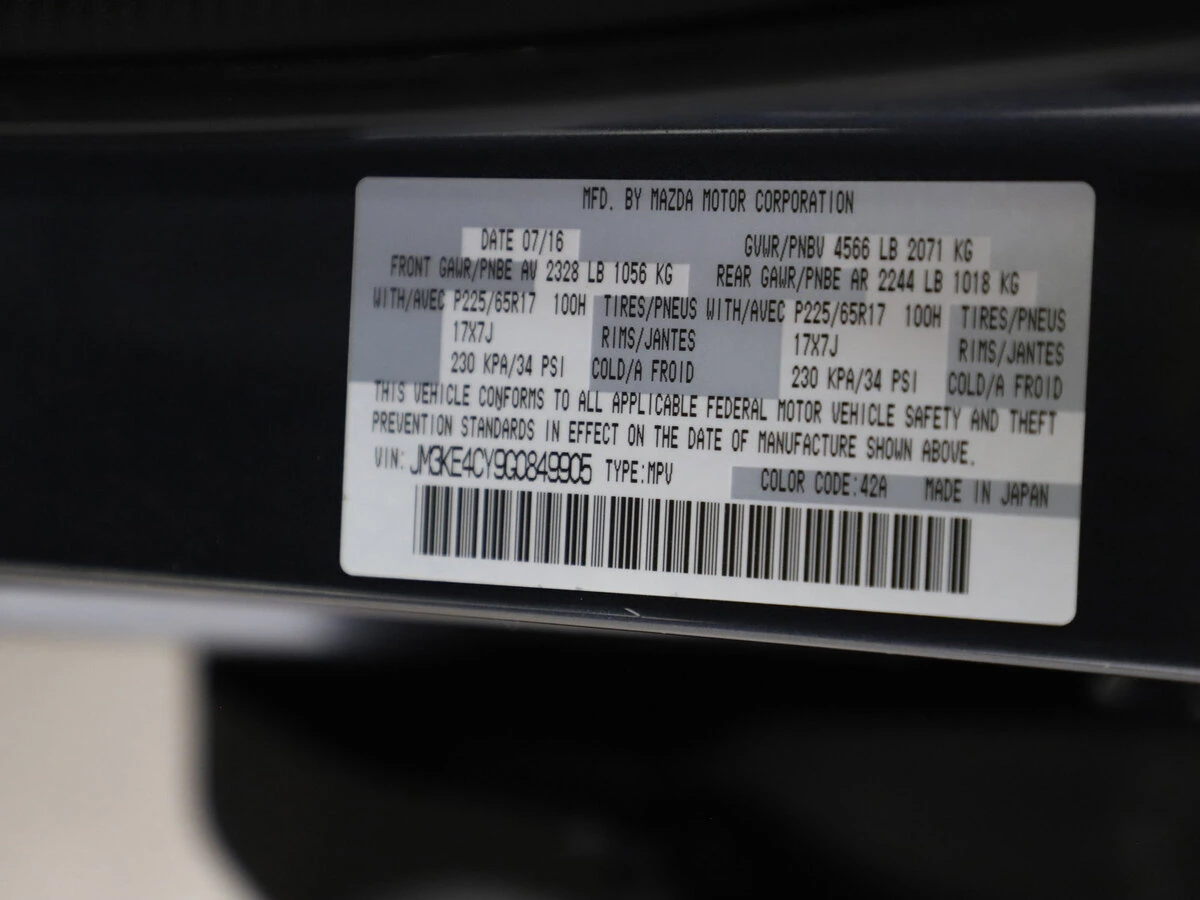 MFD. BY MAZDA MOTOR CORPORATION
DATE 07/16 GVWR/PNBV 4566 LB 2071 KG
FRONT GAWR/PNBE AV 2328 LB 1056 KG REAR GAWR/PNBE AR 2244 LB 1018 KG
WITH/AVEC P225/65R17 100H TIRES/PNEUS WITH/AVEC P225/65R17 100H TIRES/PNEUS
17X7J RIMS/JANTES 17X7J RIMS/JANTES
230 KPA/34 PSI COLD/A FROID 230 KPA/34 PSI COLD/A FROID
THIS VEHICLE CONFORMS TO ALL APPLICABLE FEDERAL MOTOR VEHICLE SAFETY AND THEFT
PREVENTION STANDARDS IN EFFECT ON THE DATE OF MANUFACTURE SHOWN ABOVE.
VIN: JM3KE4CY9G0849905 TYPE:MPV COLOR CODE:42A MADE IN JAPAN